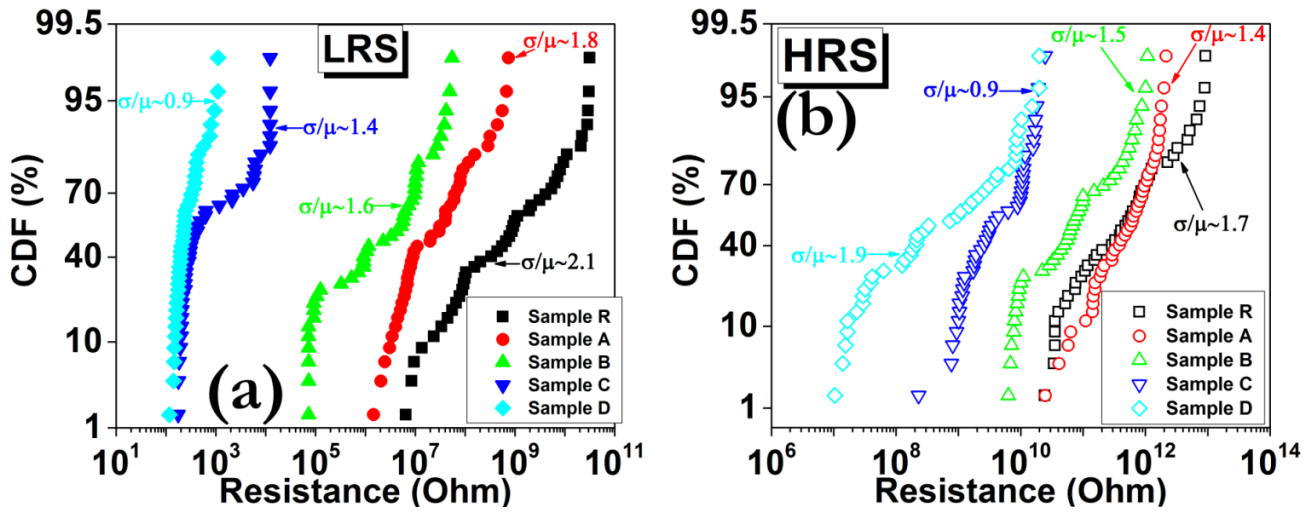 99.5
95
70
40
10
1
CDF (%)
LRS
σ/μ~1.8
σ/μ~0.9
σ/μ~1.4
σ/μ~1.6
σ/μ~2.1
Sample R
Sample A
Sample B
Sample C
Sample D
(a)
10¹ 10³ 10⁵ 10⁷ 10⁹ 10¹¹
Resistance (Ohm)
99.5
95
70
40
10
1
CDF (%)
HRS
(b)
σ/μ~1.5
σ/μ~1.4
σ/μ~0.9
σ/μ~1.7
σ/μ~1.9
Sample R
Sample A
Sample B
Sample C
Sample D
10⁶ 10⁸ 10¹⁰ 10¹² 10¹⁴
Resistance (Ohm)